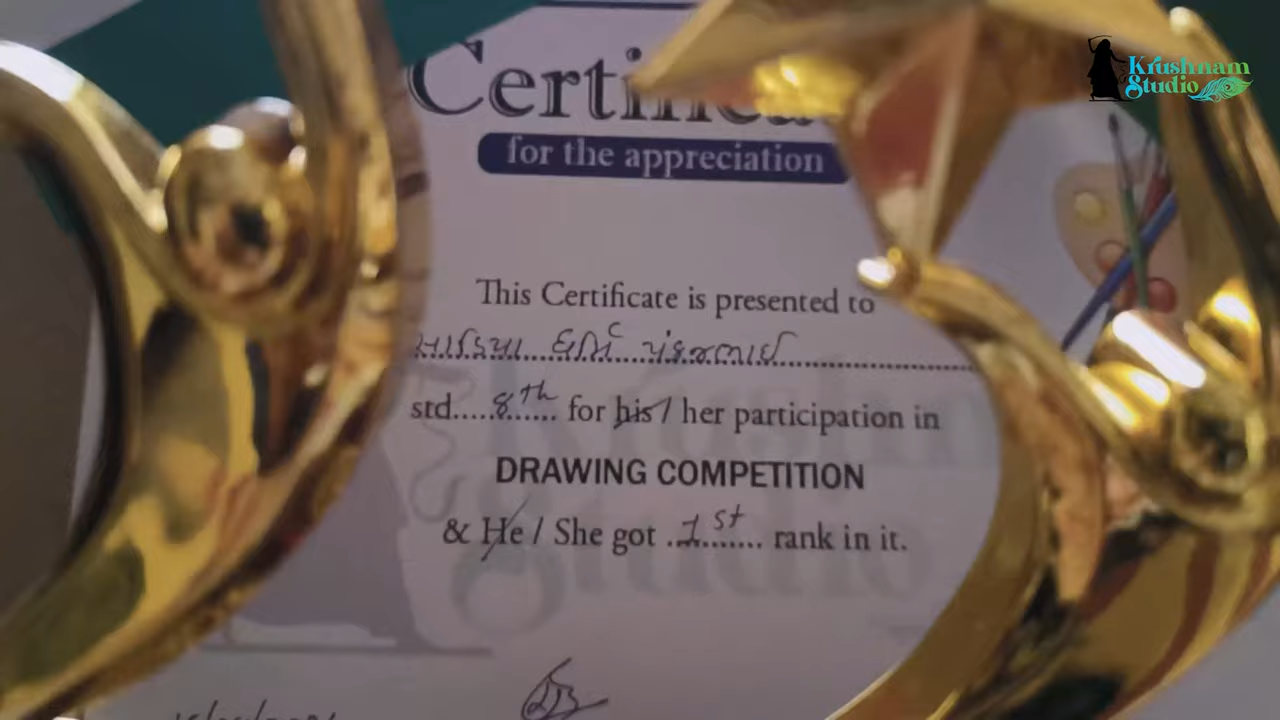 Krushnam
Studio
for the appreciation
This Certificate is presented to
પંકજભાઈ
std.....8th...... for his / her participation in
DRAWING COMPETITION
& He / She got ..1st....... rank in it.